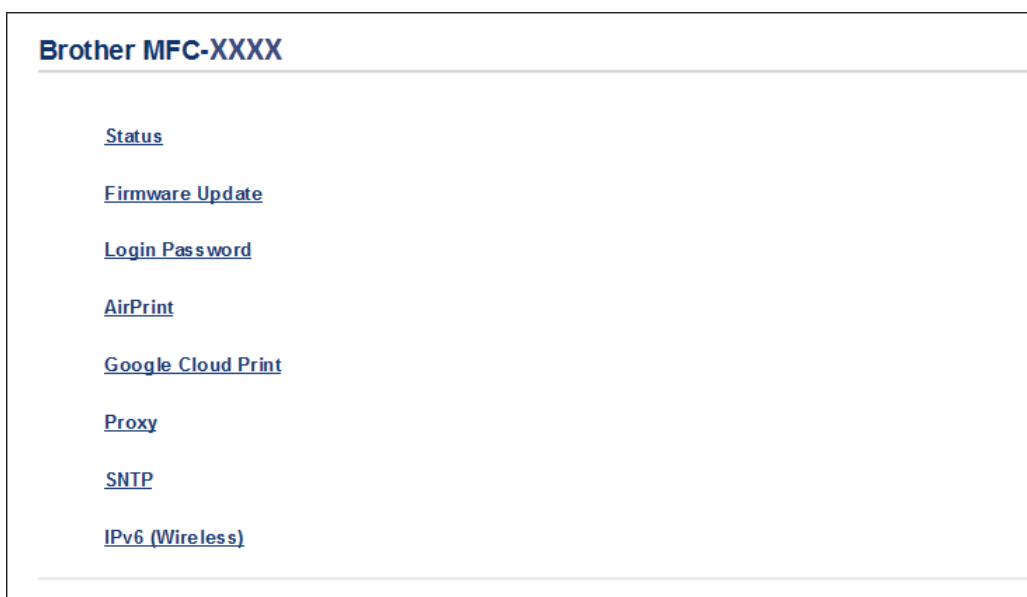 Brother MFC-XXXX
Status
Firmware Update
Login Password
AirPrint
Google Cloud Print
Proxy
SNTP
IPv6 (Wireless)